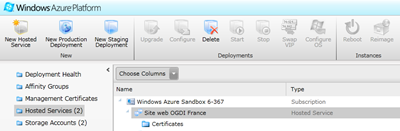 Windows Azure Platform
New Hosted Service
New Production Deployment
New Staging Deployment
Upgrade
Configure
Delete
Start
Stop
Swap VIP
Configure OS
Reboot
Reimage
New
Deployments
Instances
Deployment Health
Affinity Groups
Management Certificates
Hosted Services (2)
Storage Accounts (2)
Choose Columns
Name
Type
Windows Azure Sandbox 6-367
Subscription
Site web OGDI France
Hosted Service
Certificates